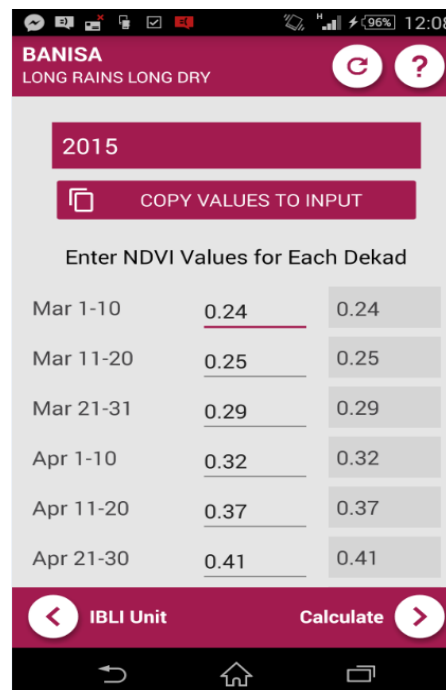 H 96% 12:08
BANISA
LONG RAINS LONG DRY
C ?
2015
COPY VALUES TO INPUT
Enter NDVI Values for Each Dekad
Mar 1-10 0.24 0.24
Mar 11-20 0.25 0.25
Mar 21-31 0.29 0.29
Apr 1-10 0.32 0.32
Apr 11-20 0.37 0.37
Apr 21-30 0.41 0.41
< IBLI Unit Calculate >